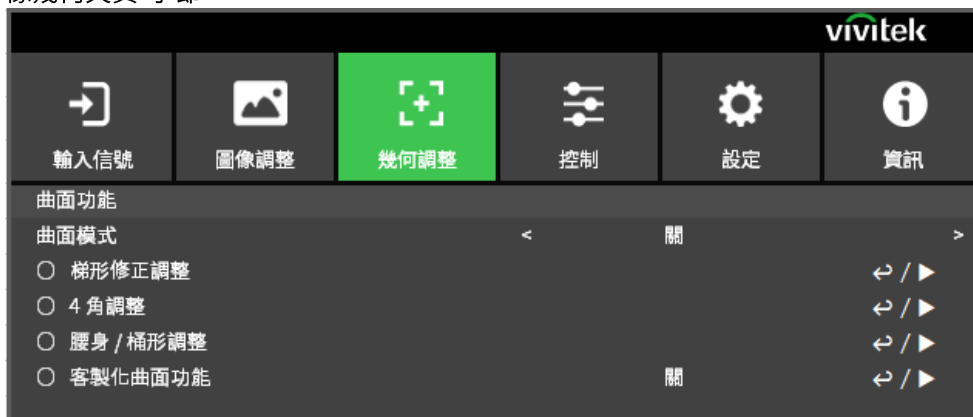 vivitek
輸入信號 圖像調整 幾何調整 控制 設定 資訊
曲面功能
曲面模式 < 關 >
梯形修正調整 /
4 角調整 /
腰身 / 桶形調整 /
客製化曲面功能 關 /